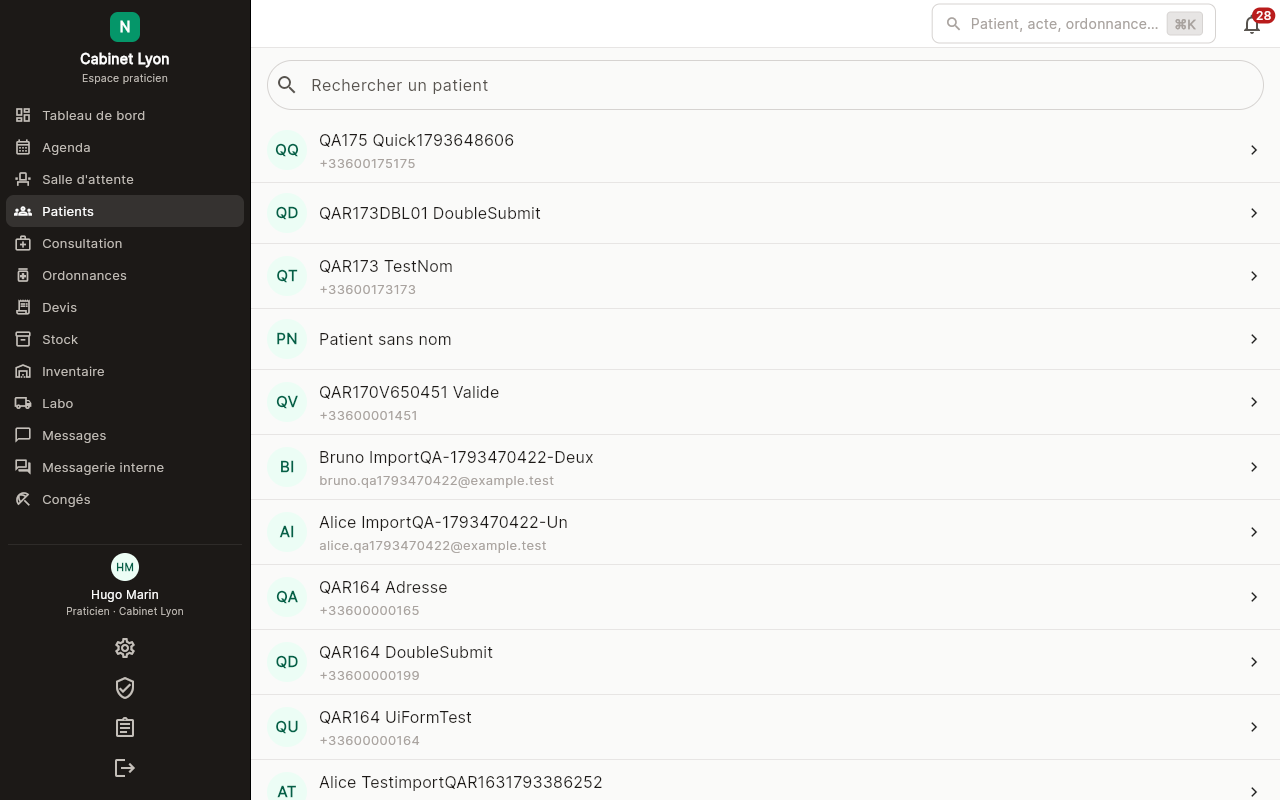 N
Cabinet Lyon
Espace praticien
Tableau de bord
Agenda
Salle d'attente
Patients
Consultation
Ordonnances
Devis
Stock
Inventaire
Labo
Messages
Messagerie interne
Congés
HM
Hugo Marin
Praticien · Cabinet Lyon
Patient, acte, ordonnance... ⌘K
28
Rechercher un patient
QQ
QA175 Quick1793648606
+33600175175
QD
QAR173DBL01 DoubleSubmit
QT
QAR173 TestNom
+33600173173
PN
Patient sans nom
QV
QAR170V650451 Valide
+33600001451
BI
Bruno ImportQA-1793470422-Deux
bruno.qa1793470422@example.test
AI
Alice ImportQA-1793470422-Un
alice.qa1793470422@example.test
QA
QAR164 Adresse
+33600000165
QD
QAR164 DoubleSubmit
+33600000199
QU
QAR164 UiFormTest
+33600000164
AT
Alice TestimportQAR1631793386252